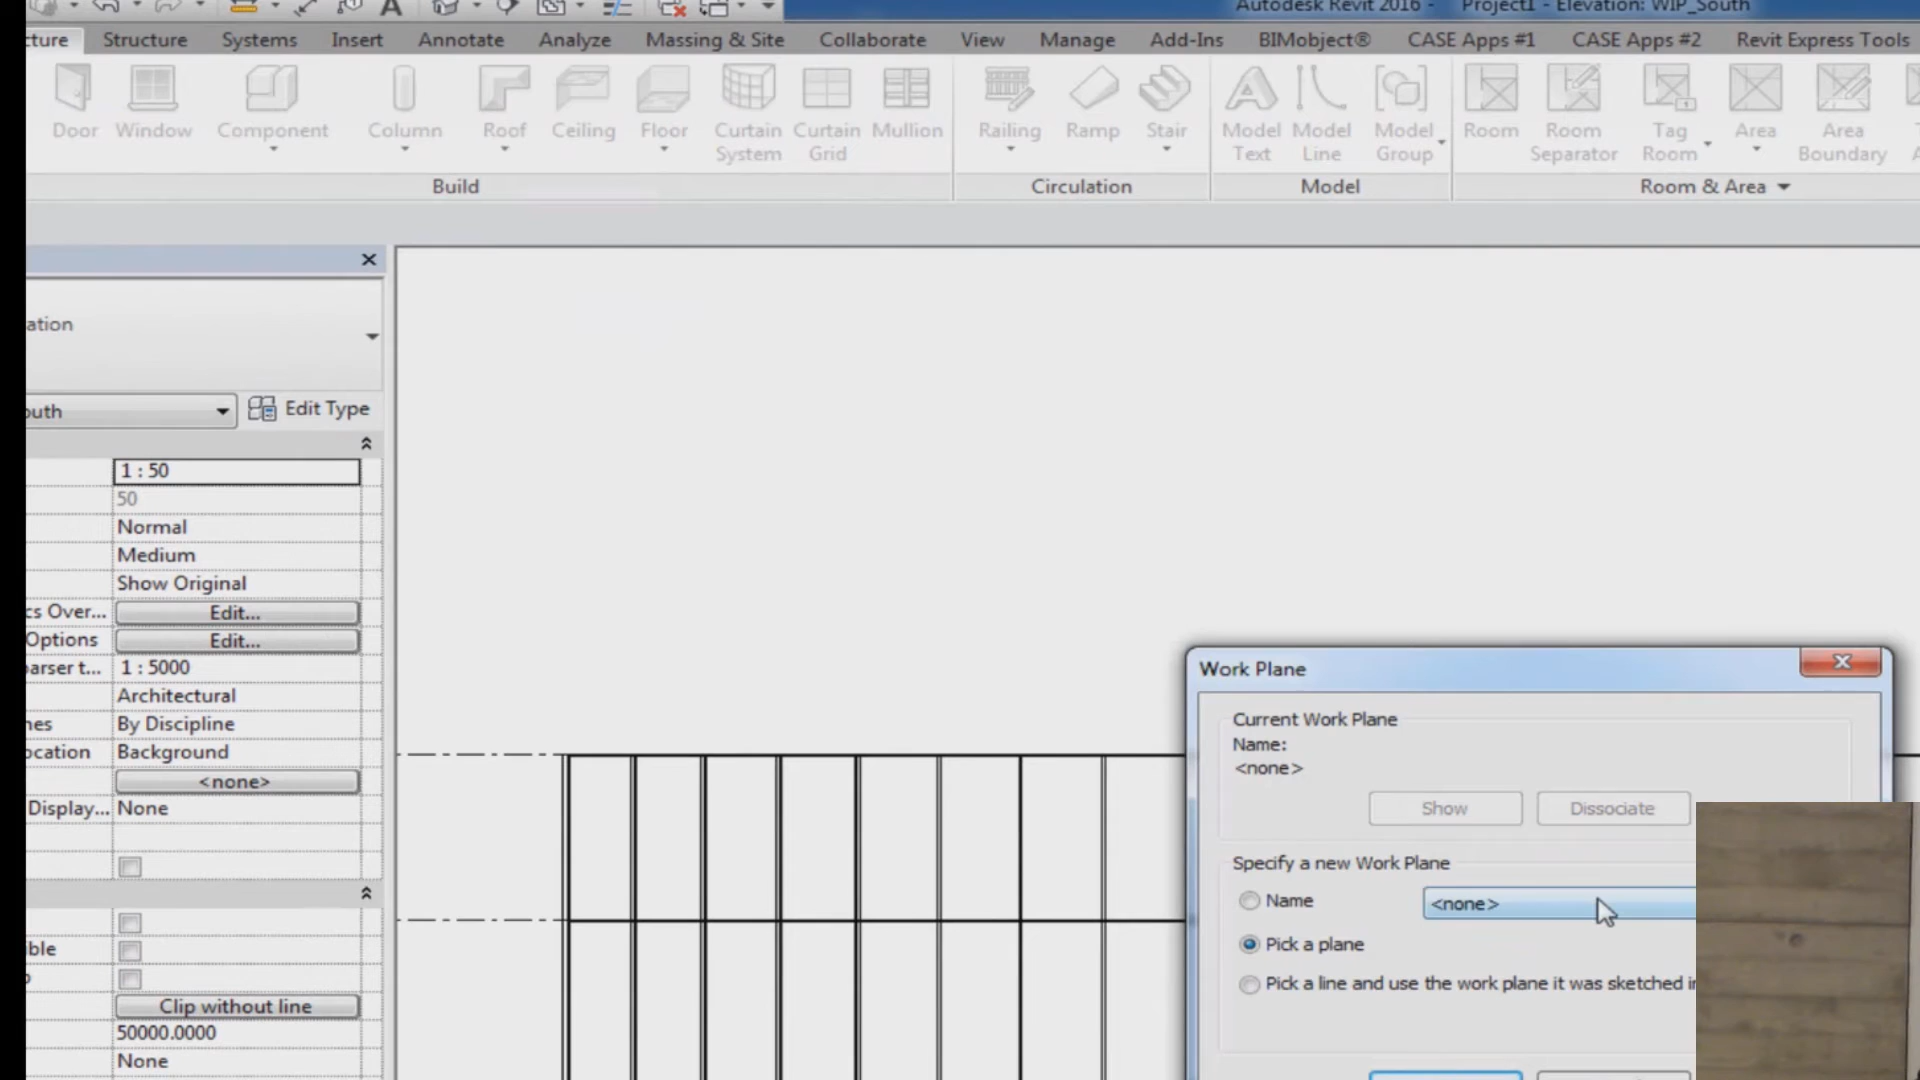 Autodesk Revit 2016 - Project1 - Elevation: WIP_South
cture Structure Systems Insert Annotate Analyze Massing & Site Collaborate View Manage Add-Ins BIMobject® CASE Apps #1 CASE Apps #2 Revit Express Tools
Door Window Component Column Roof Ceiling Floor Curtain System Curtain Grid Mullion Railing Ramp Stair Model Text Model Line Model Group Room Room Separator Tag Room Area Area Boundary
Build Circulation Model Room & Area
ation
outh Edit Type
1 : 50
50
Normal
Medium
Show Original
cs Over... Edit...
Options Edit...
arser t... 1 : 5000
Architectural
nes By Discipline
ocation Background
<none>
Display... None
ible
Clip without line
50000.0000
None
Work Plane
Current Work Plane
Name:
<none>
Show Dissociate
Specify a new Work Plane
Name <none>
Pick a plane
Pick a line and use the work plane it was sketched i